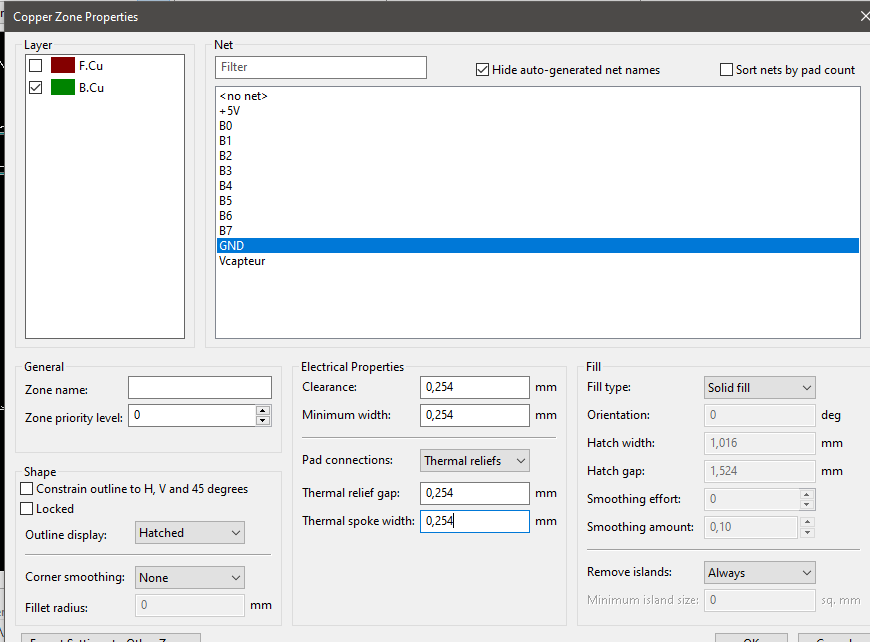 Copper Zone Properties
Layer
F.Cu
B.Cu
Net
Filter
Hide auto-generated net names
Sort nets by pad count
<no net>
+5V
B0
B1
B2
B3
B4
B5
B6
B7
GND
Vcapteur
General
Zone name:
Zone priority level: 0
Shape
Constrain outline to H, V and 45 degrees
Locked
Outline display: Hatched
Corner smoothing: None
Fillet radius: 0 mm
Electrical Properties
Clearance: 0,254 mm
Minimum width: 0,254 mm
Pad connections: Thermal reliefs
Thermal relief gap: 0,254 mm
Thermal spoke width: 0,254 mm
Fill
Fill type: Solid fill
Orientation: 0 deg
Hatch width: 1,016 mm
Hatch gap: 1,524 mm
Smoothing effort: 0
Smoothing amount: 0,10
Remove islands: Always
Minimum island size: 0 sq. mm